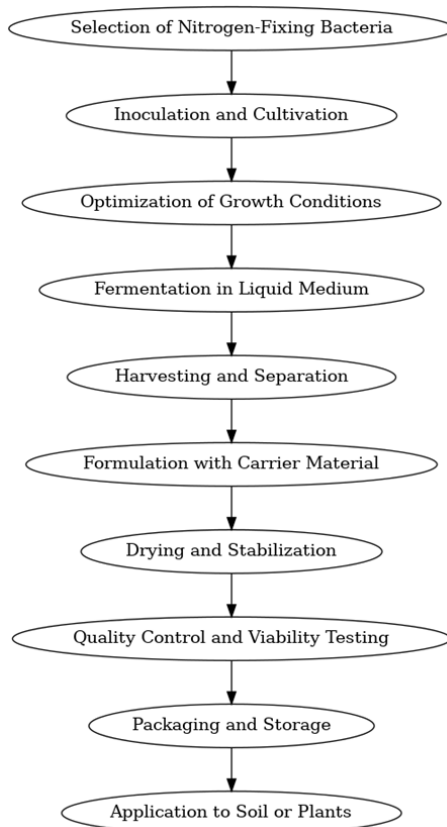 Selection of Nitrogen-Fixing Bacteria
Inoculation and Cultivation
Optimization of Growth Conditions
Fermentation in Liquid Medium
Harvesting and Separation
Formulation with Carrier Material
Drying and Stabilization
Quality Control and Viability Testing
Packaging and Storage
Application to Soil or Plants